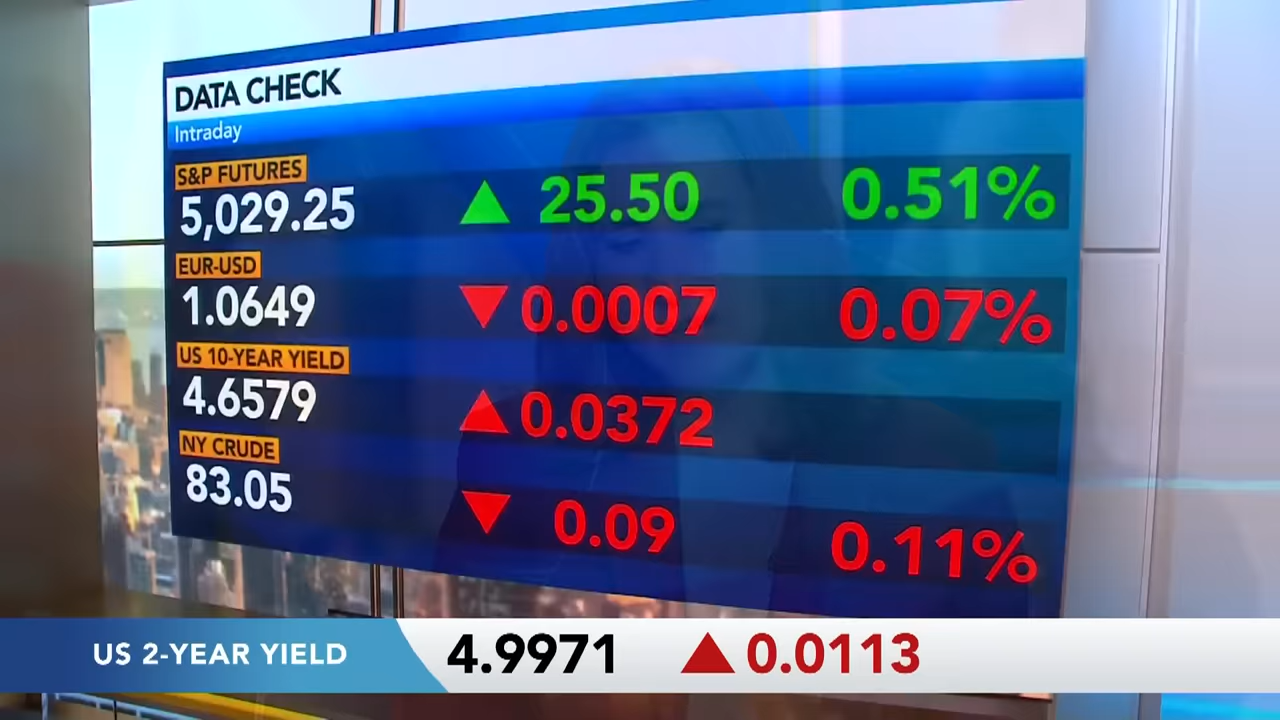 DATA CHECK
Intraday
S&P FUTURES
5,029.25 ▲ 25.50 0.51%
EUR-USD
1.0649 ▼ 0.0007 0.07%
US 10-YEAR YIELD
4.6579 ▲ 0.0372
NY CRUDE
83.05 ▼ 0.09 0.11%
US 2-YEAR YIELD 4.9971 ▲ 0.0113